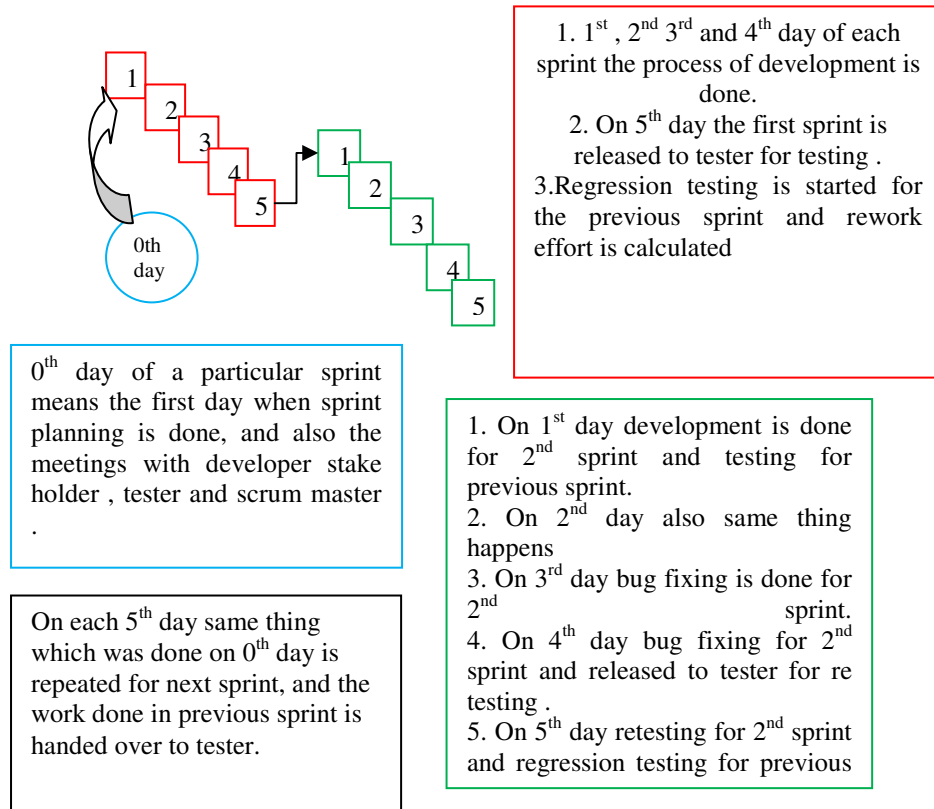 1
2
3
4
5
1
2
3
4
5
0th
day
1. 1st , 2nd 3rd and 4th day of each
sprint the process of development is
done.
2. On 5th day the first sprint is
released to tester for testing .
3.Regression testing is started for
the previous sprint and rework
effort is calculated
0th day of a particular sprint
means the first day when sprint
planning is done, and also the
meetings with developer stake
holder , tester and scrum master
.
1. On 1st day development is done
for 2nd sprint and testing for
previous sprint.
2. On 2nd day also same thing
happens
3. On 3rd day bug fixing is done for
2nd sprint.
4. On 4th day bug fixing for 2nd
sprint and released to tester for re
testing .
5. On 5th day retesting for 2nd sprint
and regression testing for previous
On each 5th day same thing
which was done on 0th day is
repeated for next sprint, and the
work done in previous sprint is
handed over to tester.